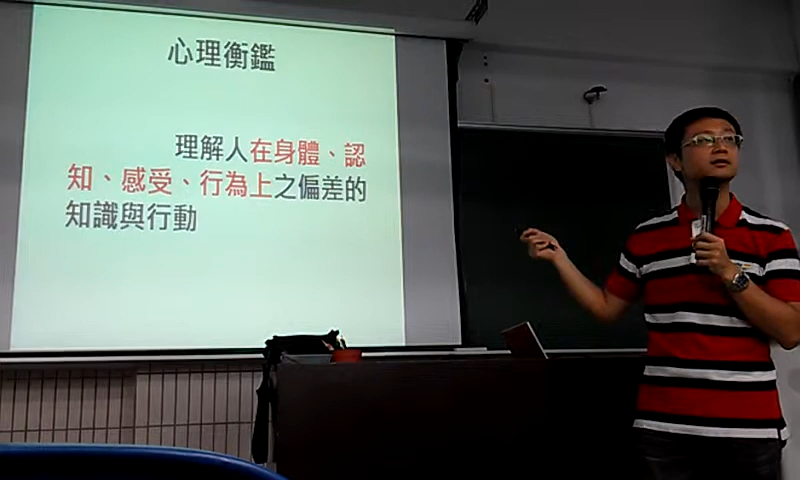 心理衡鑑
理解人在身體、認
知、感受、行為上之偏差的
知識與行動